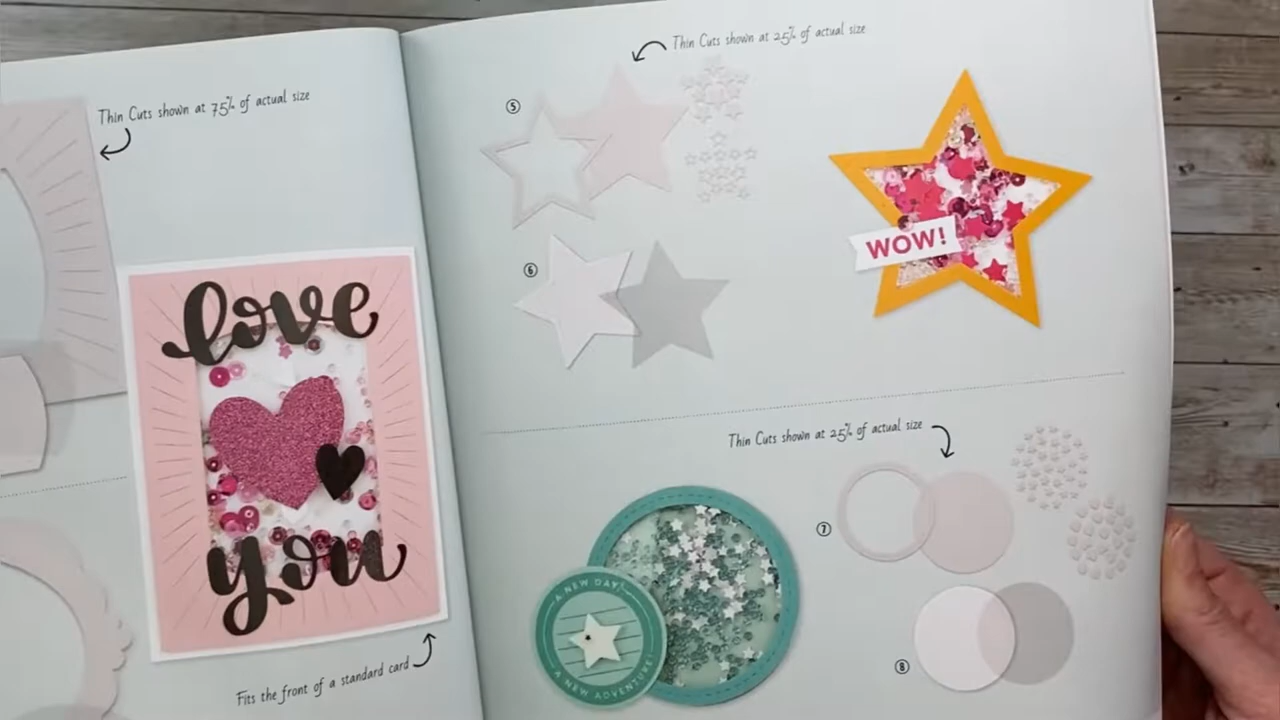 Thin Cuts shown at 75% of actual size
love
you
Fits the front of a standard card
Thin Cuts shown at 25% of actual size
5
WOW!
6
Thin Cuts shown at 25% of actual size
7
8
A NEW DAY!
A NEW ADVENTURE!